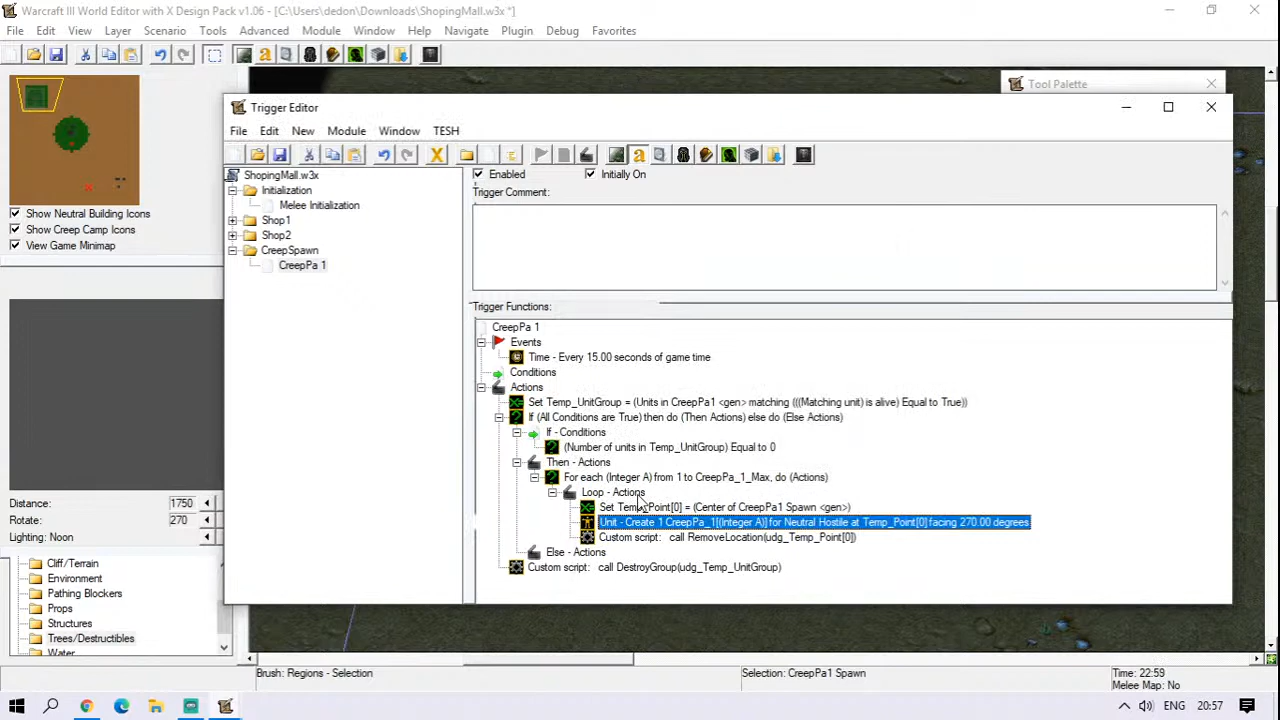 Warcraft III World Editor with X Design Pack v1.06 - [C:\Users\dedon\Downloads\ShopingMall.w3x *]
File Edit View Layer Scenario Tools Advanced Module Window Help Navigate Plugin Debug Favorites
Tool Palette
Trigger Editor
File Edit New Module Window TESH
ShopingMall.w3x
Initialization
Melee Initialization
Shop1
Shop2
CreepSpawn
CreepPa 1
Enabled
Initially On
Trigger Comment:
Show Neutral Building Icons
Show Creep Camp Icons
View Game Minimap
Trigger Functions:
CreepPa 1
Events
Time - Every 15.00 seconds of game time
Conditions
Actions
Set Temp_UnitGroup = (Units in CreepPa1 <gen> matching (((Matching unit) is alive) Equal to True))
If (All Conditions are True) then do (Then Actions) else do (Else Actions)
If - Conditions
(Number of units in Temp_UnitGroup) Equal to 0
Then - Actions
For each (Integer A) from 1 to CreepPa_1_Max, do (Actions)
Loop - Actions
Set Temp_Point[0] = (Center of CreepPa1 Spawn <gen>)
Unit - Create 1 CreepPa_1[(Integer A)] for Neutral Hostile at Temp_Point[0] facing 270.00 degrees
Custom script: call RemoveLocation(udg_Temp_Point[0])
Else - Actions
Custom script: call DestroyGroup(udg_Temp_UnitGroup)
Distance: 1750
Rotate: 270
Lighting: Noon
Cliff/Terrain
Environment
Pathing Blockers
Props
Structures
Trees/Destructibles
Water
Brush: Regions - Selection
Selection: CreepPa1 Spawn
Time: 22:59
Melee Map: No
ENG
20:57